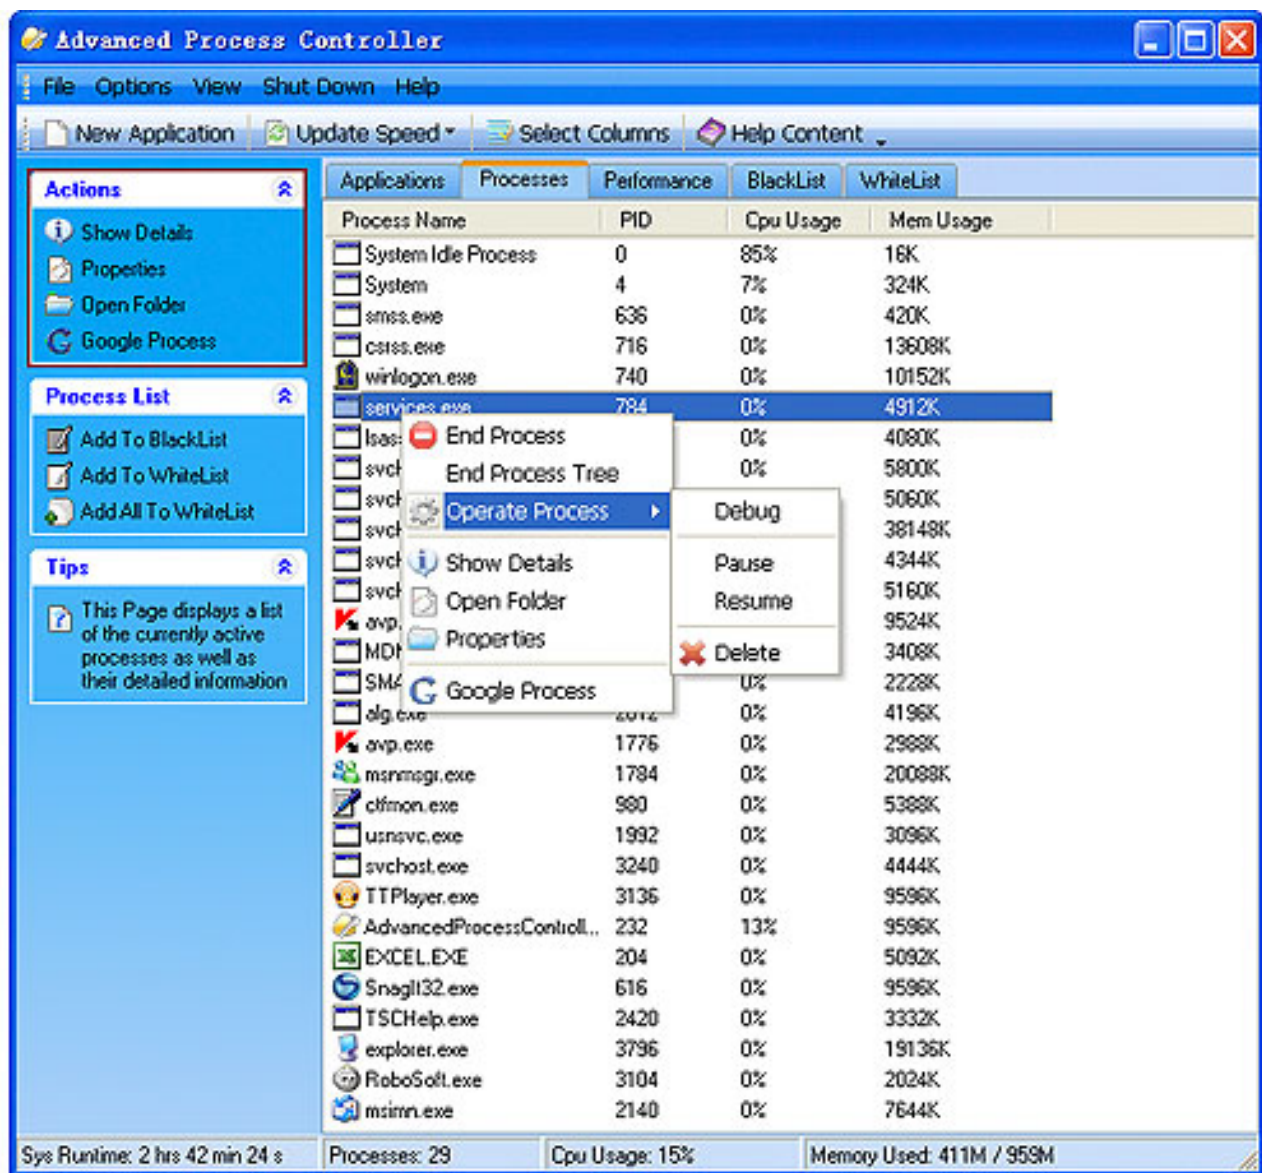 Advanced Process Controller
File Options View Shut Down Help
New Application Update Speed Select Columns Help Content
Actions
Show Details
Properties
Open Folder
Google Process
Process List
Add To BlackList
Add To WhiteList
Add All To WhiteList
Tips
This Page displays a list
of the currently active
processes as well as
their detailed information
Applications Processes Performance BlackList WhiteList
Process Name PID Cpu Usage Mem Usage
System Idle Process 0 85% 16K
System 4 7% 324K
smss.exe 636 0% 420K
csrss.exe 716 0% 13608K
winlogon.exe 740 0% 10152K
services.exe 784 0% 4912K
0% 4080K
0% 5800K
5060K
38148K
4344K
5160K
avp. 9524K
3408K
0% 2228K
alg.exe 2012 0% 4196K
avp.exe 1776 0% 2988K
msnmsgr.exe 1784 0% 20088K
ctfmon.exe 980 0% 5388K
usnsvc.exe 1992 0% 3096K
svchost.exe 3240 0% 4444K
TTPlayer.exe 3136 0% 9596K
AdvancedProcessControll... 232 13% 9596K
EXCEL.EXE 204 0% 5092K
SnagIt32.exe 616 0% 9596K
TSCHelp.exe 2420 0% 3332K
explorer.exe 3796 0% 19136K
RoboSoft.exe 3104 0% 2024K
msimn.exe 2140 0% 7644K
End Process
End Process Tree
Operate Process
Show Details
Open Folder
Properties
Google Process
Debug
Pause
Resume
Delete
Sys Runtime: 2 hrs 42 min 24 s Processes: 29 Cpu Usage: 15% Memory Used: 411M / 959M